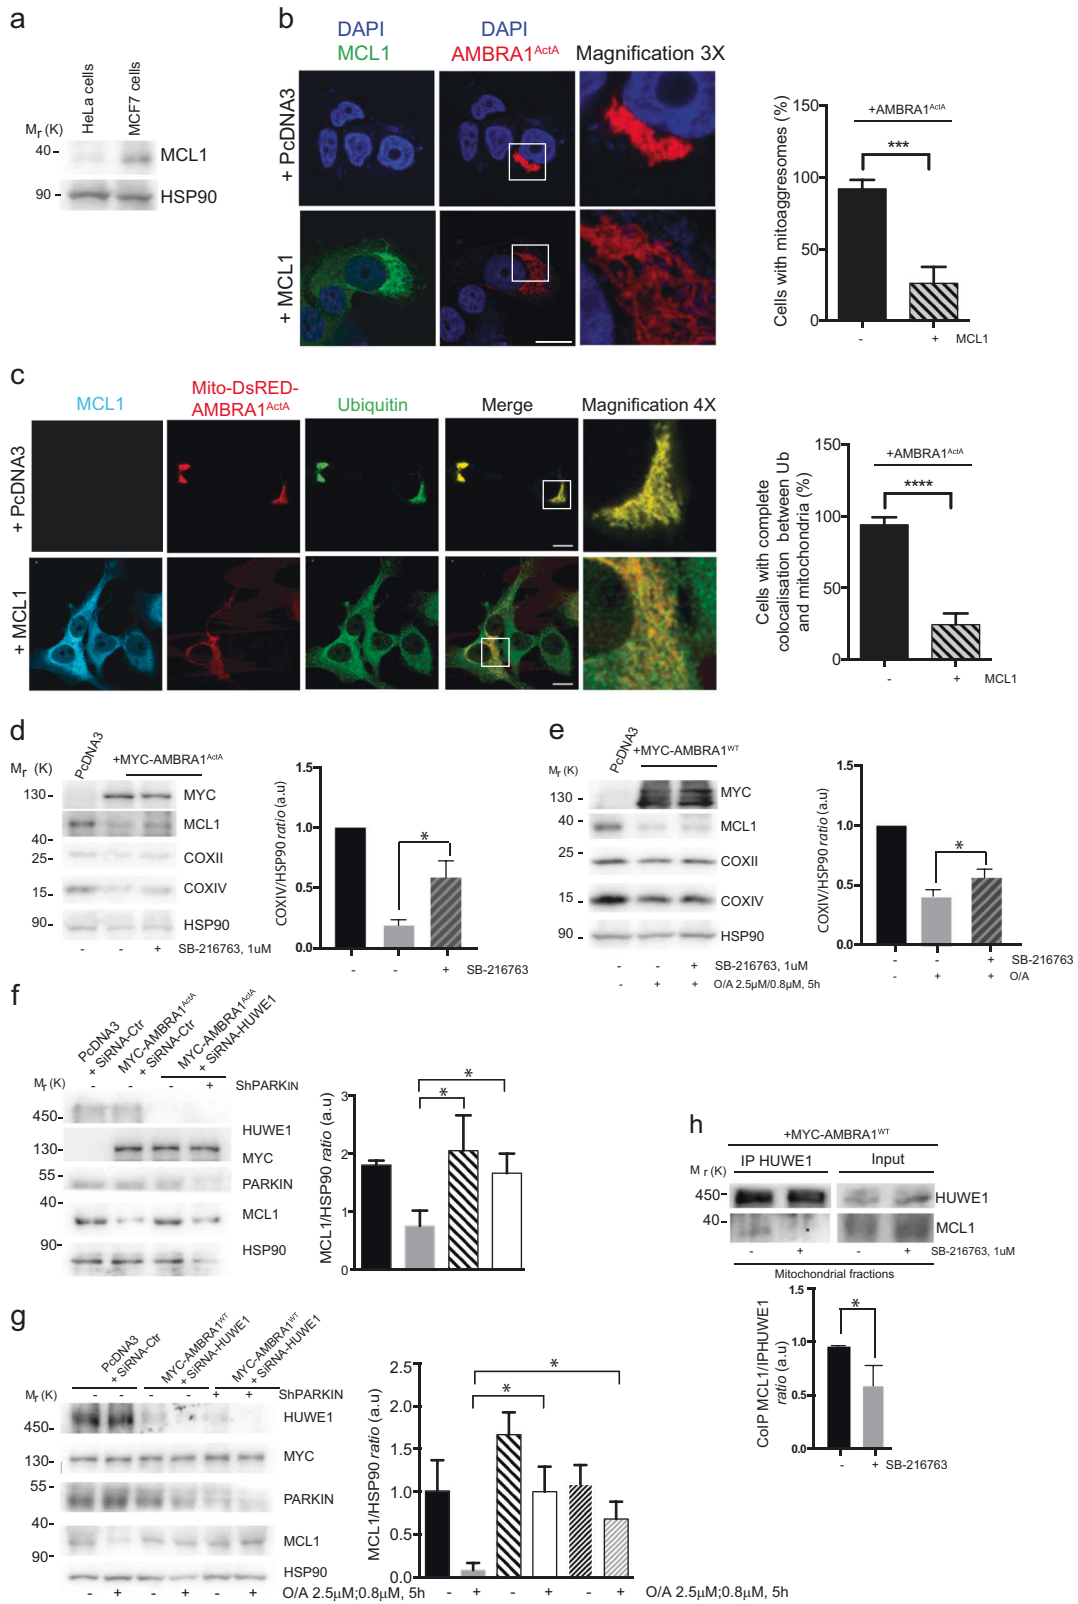 a
HeLa cells
MCF7 cells
Mr (K)
40
MCL1
90
HSP90
b
DAPI
MCL1
DAPI
AMBRA1ActA
Magnification 3X
+ PcDNA3
+ MCL1
Cells with mitoaggresomes (%)
150
100
50
0
+AMBRA1ActA
***
- + MCL1
c
MCL1
Mito-DsRED-
AMBRA1ActA
Ubiquitin
Merge
Magnification 4X
+ PcDNA3
+ MCL1
Cells with complete
colocalisation between Ub
and mitochondria (%)
150
100
50
0
+AMBRA1ActA
****
- + MCL1
d
PcDNA3
+MYC-AMBRA1ActA
Mr (K)
130
MYC
MCL1
40
25
COXII
COXIV
15
90
HSP90
- - + SB-216763, 1uM
COXIV/HSP90 ratio (a.u)
1.5
1.0
0.5
0.0
*
- - + SB-216763
e
PcDNA3
+MYC-AMBRA1WT
Mr (K)
130
MYC
40
MCL1
25
COXII
15
COXIV
90
HSP90
- - + SB-216763, 1uM
- + + O/A 2.5µM/0.8µM, 5h
COXIV/HSP90 ratio (a.u)
1.5
1.0
0.5
0.0
*
- - + SB-216763
- + + O/A
f
PcDNA3
+ SiRNA-Ctr
MYC-AMBRA1ActA
+ SiRNA-Ctr
MYC-AMBRA1ActA
+ SiRNA-HUWE1
Mr (K)
- - - + ShPARKIN
450
HUWE1
130
MYC
55
PARKIN
40
MCL1
90
HSP90
MCL1/HSP90 ratio (a.u)
3
2
1
0
*
*
g
PcDNA3
+ SiRNA-Ctr
MYC-AMBRA1WT
+ SiRNA-HUWE1
MYC-AMBRA1WT
+ SiRNA-HUWE1
Mr (K)
- - - - + + ShPARKIN
450
HUWE1
130
MYC
55
PARKIN
40
MCL1
90
HSP90
- + - + - + O/A 2.5µM;0.8µM, 5h
MCL1/HSP90 ratio (a.u)
2.5
2.0
1.5
1.0
0.5
0.0
*
*
- + - + - + O/A 2.5µM;0.8µM, 5h
h
+MYC-AMBRA1WT
IP HUWE1
Input
Mr (K)
450
HUWE1
40
MCL1
- + - + SB-216763, 1uM
Mitochondrial fractions
CoIP MCL1/IPHUWE1
ratio (a.u)
1.5
1.0
0.5
0.0
*
- + SB-216763